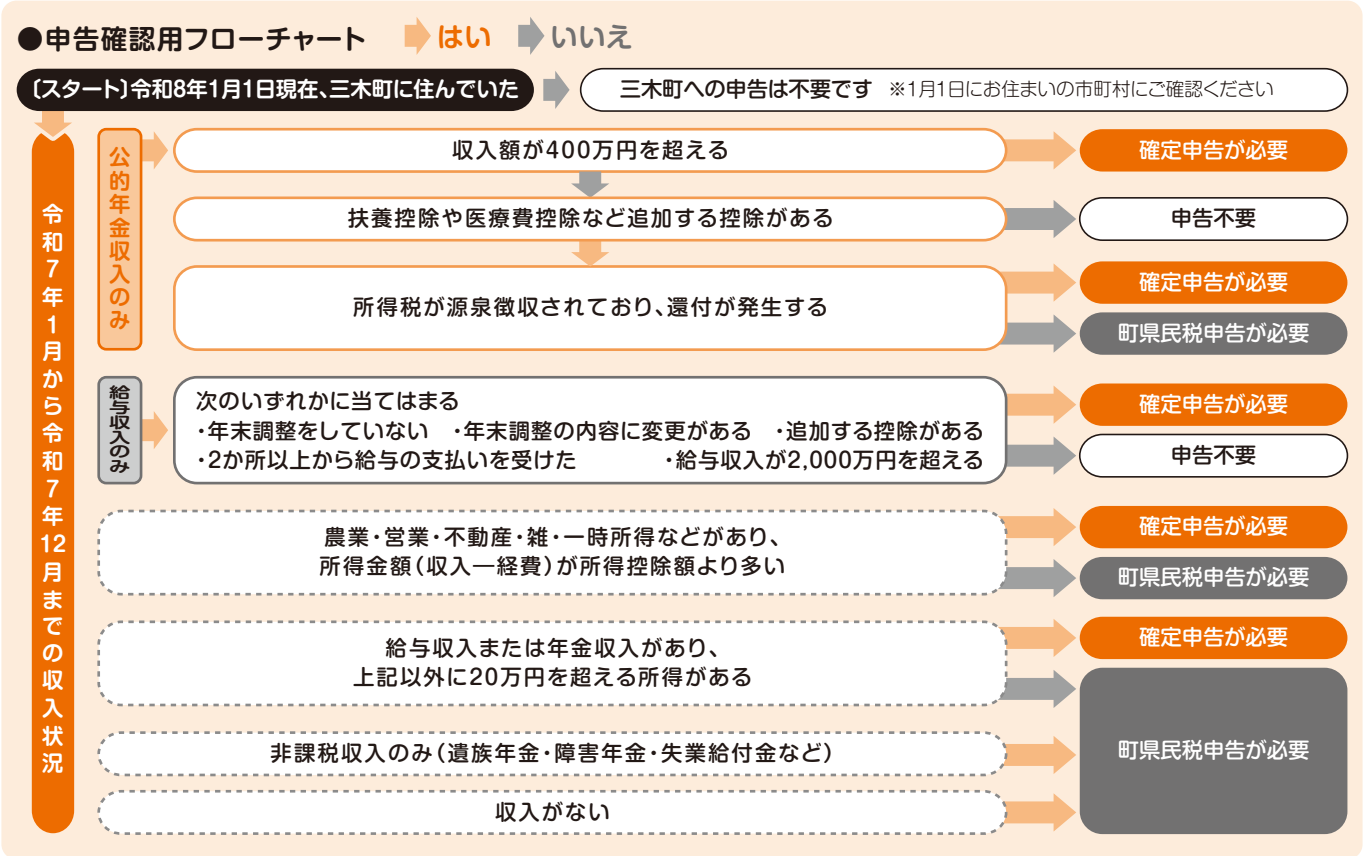 ●申告確認用フローチャート はい いいえ
〔スタート〕令和8年1月1日現在、三木町に住んでいた
三木町への申告は不要です ※1月1日にお住まいの市町村にご確認ください
令和7年1月から令和7年12月までの収入状況
公的年金収入のみ
収入額が400万円を超える
確定申告が必要
扶養控除や医療費控除など追加する控除がある
申告不要
所得税が源泉徴収されており、還付が発生する
確定申告が必要
町県民税申告が必要
給与収入のみ
次のいずれかに当てはまる
・年末調整をしていない ・年末調整の内容に変更がある ・追加する控除がある
・2か所以上から給与の支払いを受けた ・給与収入が2,000万円を超える
確定申告が必要
申告不要
農業・営業・不動産・雑・一時所得などがあり、
所得金額(収入―経費)が所得控除額より多い
確定申告が必要
町県民税申告が必要
給与収入または年金収入があり、
上記以外に20万円を超える所得がある
確定申告が必要
非課税収入のみ(遺族年金・障害年金・失業給付金など)
町県民税申告が必要
収入がない